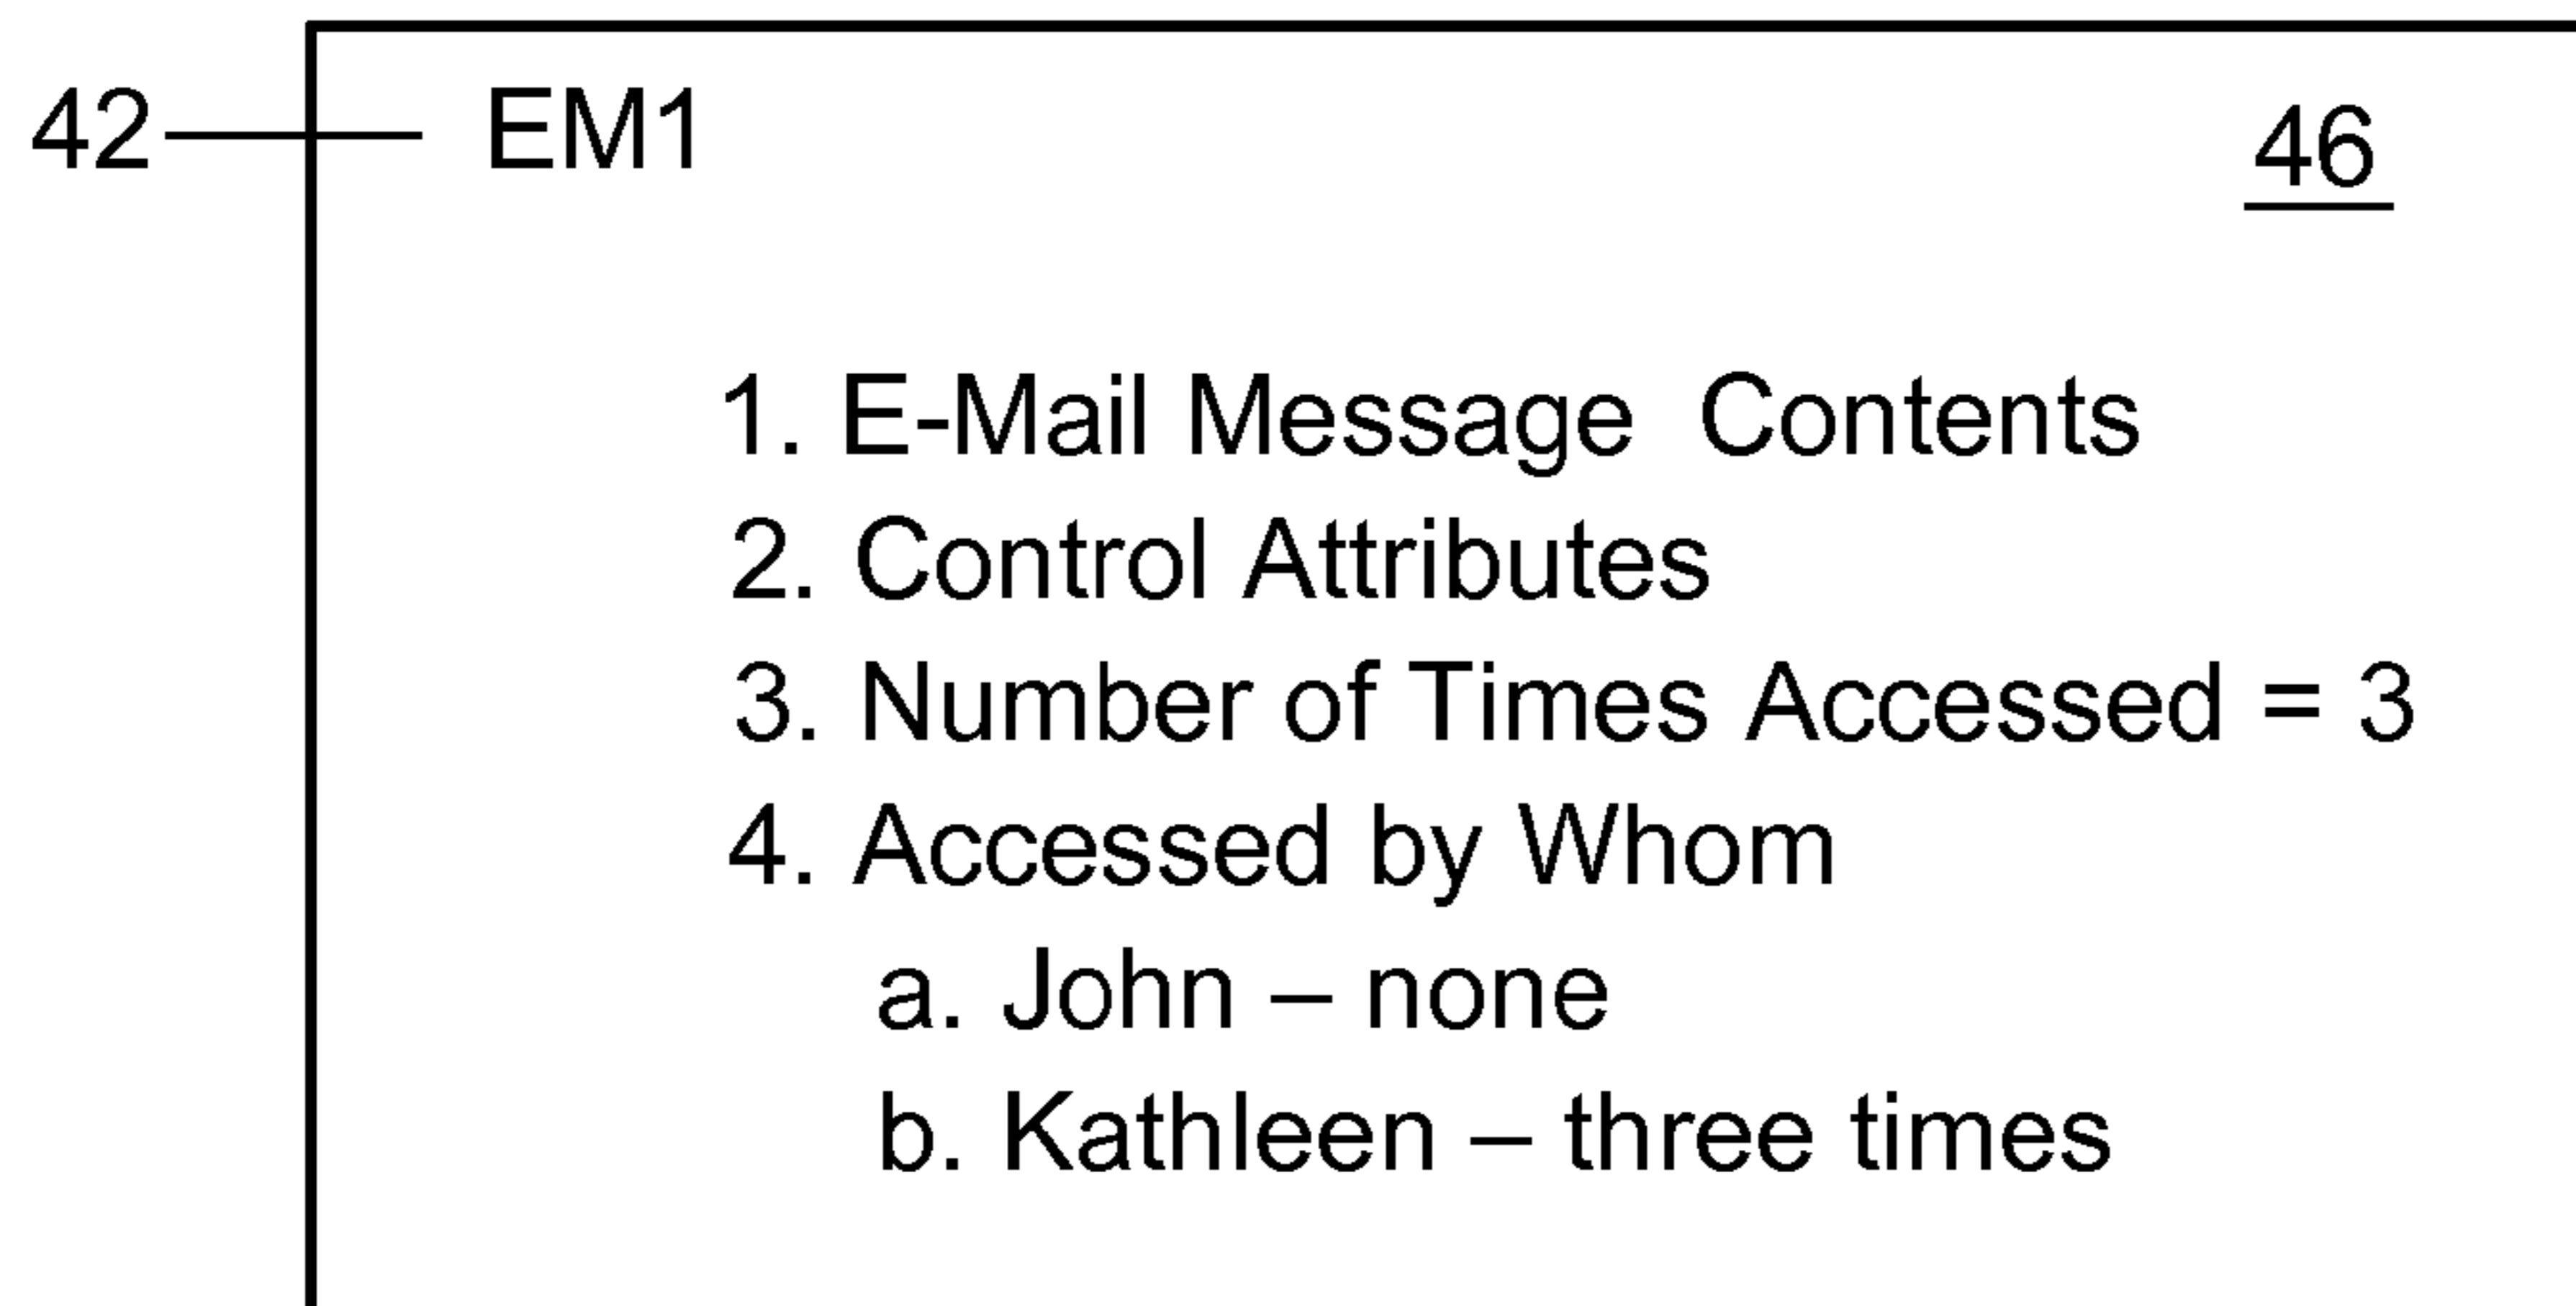 42 EM1 46
1. E-Mail Message Contents
2. Control Attributes
3. Number of Times Accessed = 3
4. Accessed by Whom
a. John – none
b. Kathleen – three times